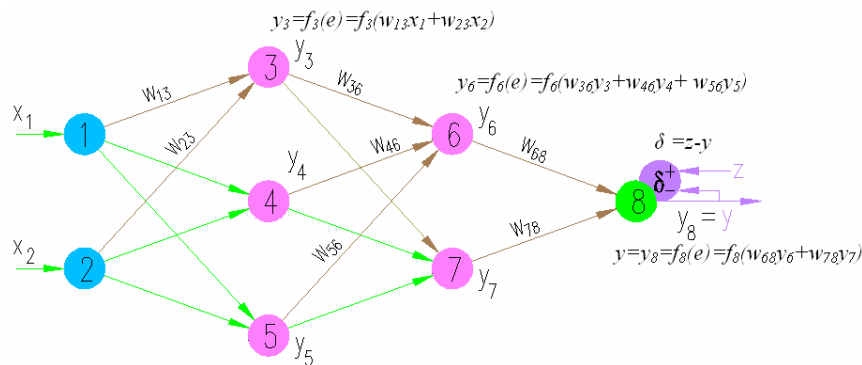 y3=f3(e)=f3(w13x1+w23x2)
y3
3
W13
W36
y6=f6(e)=f6(w36y3+w46y4+ w56y5)
x1
1
W23
y4
W46
6
y6
δ =z-y
W68
4
δ + -
z
8
y8 = y
x2
2
W56
W78
y=y8=f8(e)=f8(w68y6+w78y7)
7
y7
5
y5